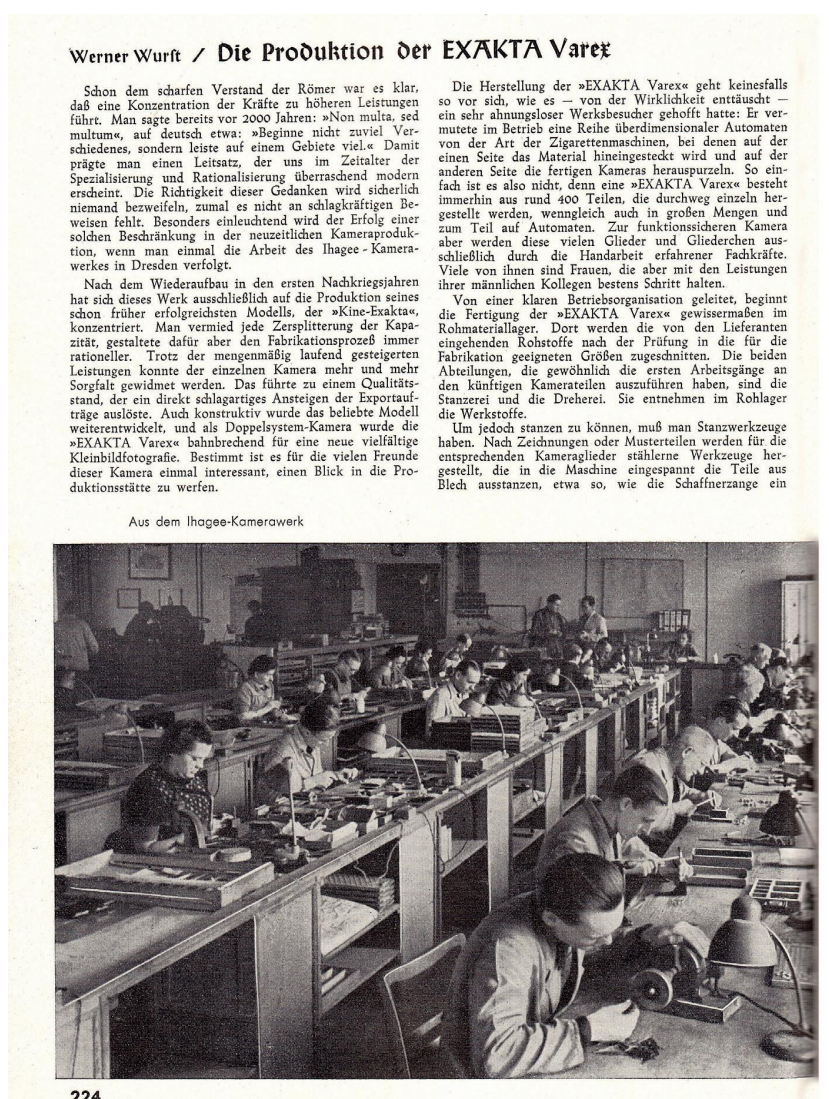 Werner Wurst / Die Produktion der EXAKTA Varex
Schon dem scharfen Verstand der Römer war es klar,
daß eine Konzentration der Kräfte zu höheren Leistungen
führt. Man sagte bereits vor 2000 Jahren: »Non multa, sed
multum«, auf deutsch etwa: »Beginne nicht zuviel Ver-
schiedenes, sondern leiste auf einem Gebiete viel.« Damit
prägte man einen Leitsatz, der uns im Zeitalter der
Spezialisierung und Rationalisierung überraschend modern
erscheint. Die Richtigkeit dieser Gedanken wird sicherlich
niemand bezweifeln, zumal es nicht an schlagkräftigen Be-
weisen fehlt. Besonders einleuchtend wird der Erfolg einer
solchen Beschränkung in der neuzeitlichen Kameraproduk-
tion, wenn man einmal die Arbeit des Ihagee-Kamera-
werkes in Dresden verfolgt.
Nach dem Wiederaufbau in den ersten Nachkriegsjahren
hat sich dieses Werk ausschließlich auf die Produktion seines
schon früher erfolgreichsten Modells, der »Kine-Exakta«,
konzentriert. Man vermied jede Zersplitterung der Kapa-
zität, gestaltete dafür aber den Fabrikationsprozeß immer
rationeller. Trotz der mengenmäßig laufend gesteigerten
Leistungen konnte der einzelnen Kamera mehr und mehr
Sorgfalt gewidmet werden. Das führte zu einem Qualitäts-
stand, der ein direkt schlagartiges Ansteigen der Exportauf-
träge auslöste. Auch konstruktiv wurde das beliebte Modell
weiterentwickelt, und als Doppelsystem-Kamera wurde die
»EXAKTA Varex« bahnbrechend für eine neue vielfältige
Kleinbildfotografie. Bestimmt ist es für die vielen Freunde
dieser Kamera einmal interessant, einen Blick in die Pro-
duktionsstätte zu werfen.
Die Herstellung der »EXAKTA Varex« geht keinesfalls
so vor sich, wie es — von der Wirklichkeit enttäuscht —
ein sehr ahnungsloser Werksbesucher gehofft hatte: Er ver-
mutete im Betrieb eine Reihe überdimensionaler Automaten
von der Art der Zigarettenmaschinen, bei denen auf der
einen Seite das Material hineingesteckt wird und auf der
anderen Seite die fertigen Kameras herauspurzeln. So ein-
fach ist es also nicht, denn eine »EXAKTA Varex« besteht
immerhin aus rund 400 Teilen, die durchweg einzeln her-
gestellt werden, wenngleich auch in großen Mengen und
zum Teil auf Automaten. Zur funktionssicheren Kamera
aber werden diese vielen Glieder und Gliederchen aus-
schließlich durch die Handarbeit erfahrener Fachkräfte.
Viele von ihnen sind Frauen, die aber mit den Leistungen
ihrer männlichen Kollegen bestens Schritt halten.
Von einer klaren Betriebsorganisation geleitet, beginnt
die Fertigung der »EXAKTA Varex« gewissermaßen im
Rohmateriallager. Dort werden die von den Lieferanten
eingehenden Rohstoffe nach der Prüfung in die für die
Fabrikation geeigneten Größen zugeschnitten. Die beiden
Abteilungen, die gewöhnlich die ersten Arbeitsgänge an
den künftigen Kamerateilen auszuführen haben, sind die
Stanzerei und die Dreherei. Sie entnehmen im Rohlager
die Werkstoffe.
Um jedoch stanzen zu können, muß man Stanzwerkzeuge
haben. Nach Zeichnungen oder Musterteilen werden für die
entsprechenden Kameraglieder stählerne Werkzeuge her-
gestellt, die in die Maschine eingespannt die Teile aus
Blech ausstanzen, etwa so, wie die Schaffnerzange ein
Aus dem Ihagee-Kamerawerk
224